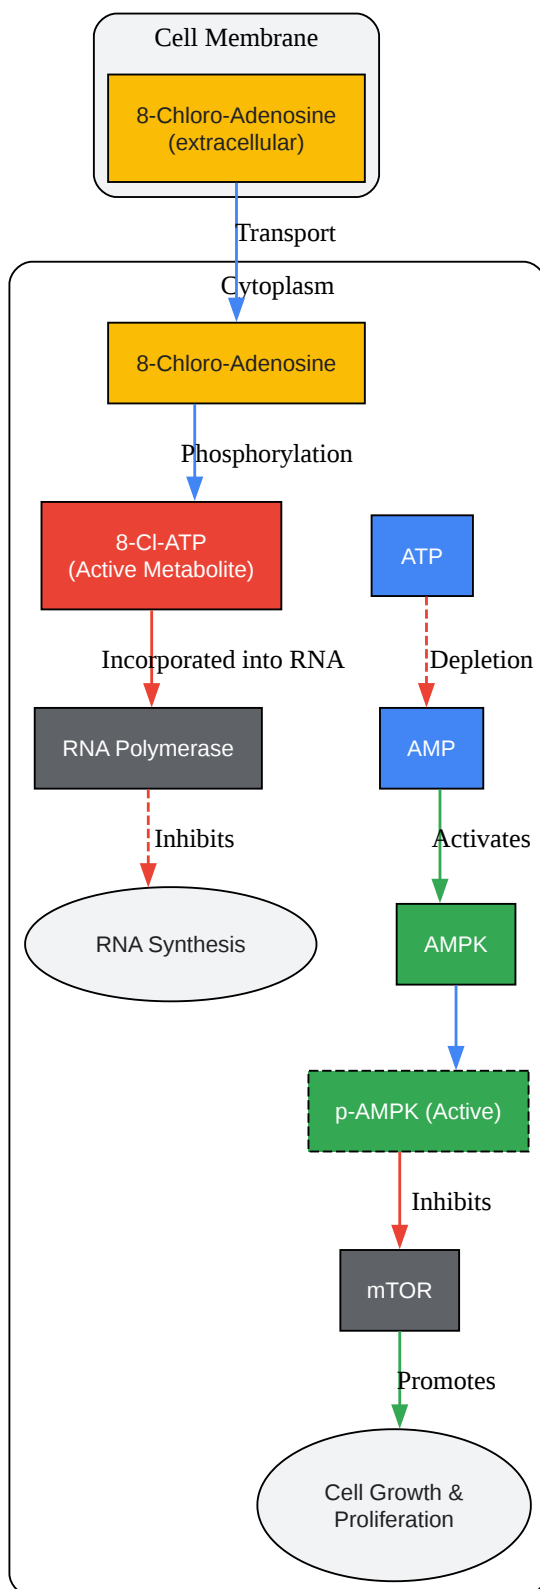 Cell Membrane
8-Chloro-Adenosine
(extracellular)
Transport
Cytoplasm
8-Chloro-Adenosine
Phosphorylation
8-Cl-ATP
(Active Metabolite)
ATP
Incorporated into RNA
Depletion
RNA Polymerase
AMP
Inhibits
Activates
RNA Synthesis
AMPK
p-AMPK (Active)
Inhibits
mTOR
Promotes
Cell Growth &
Proliferation